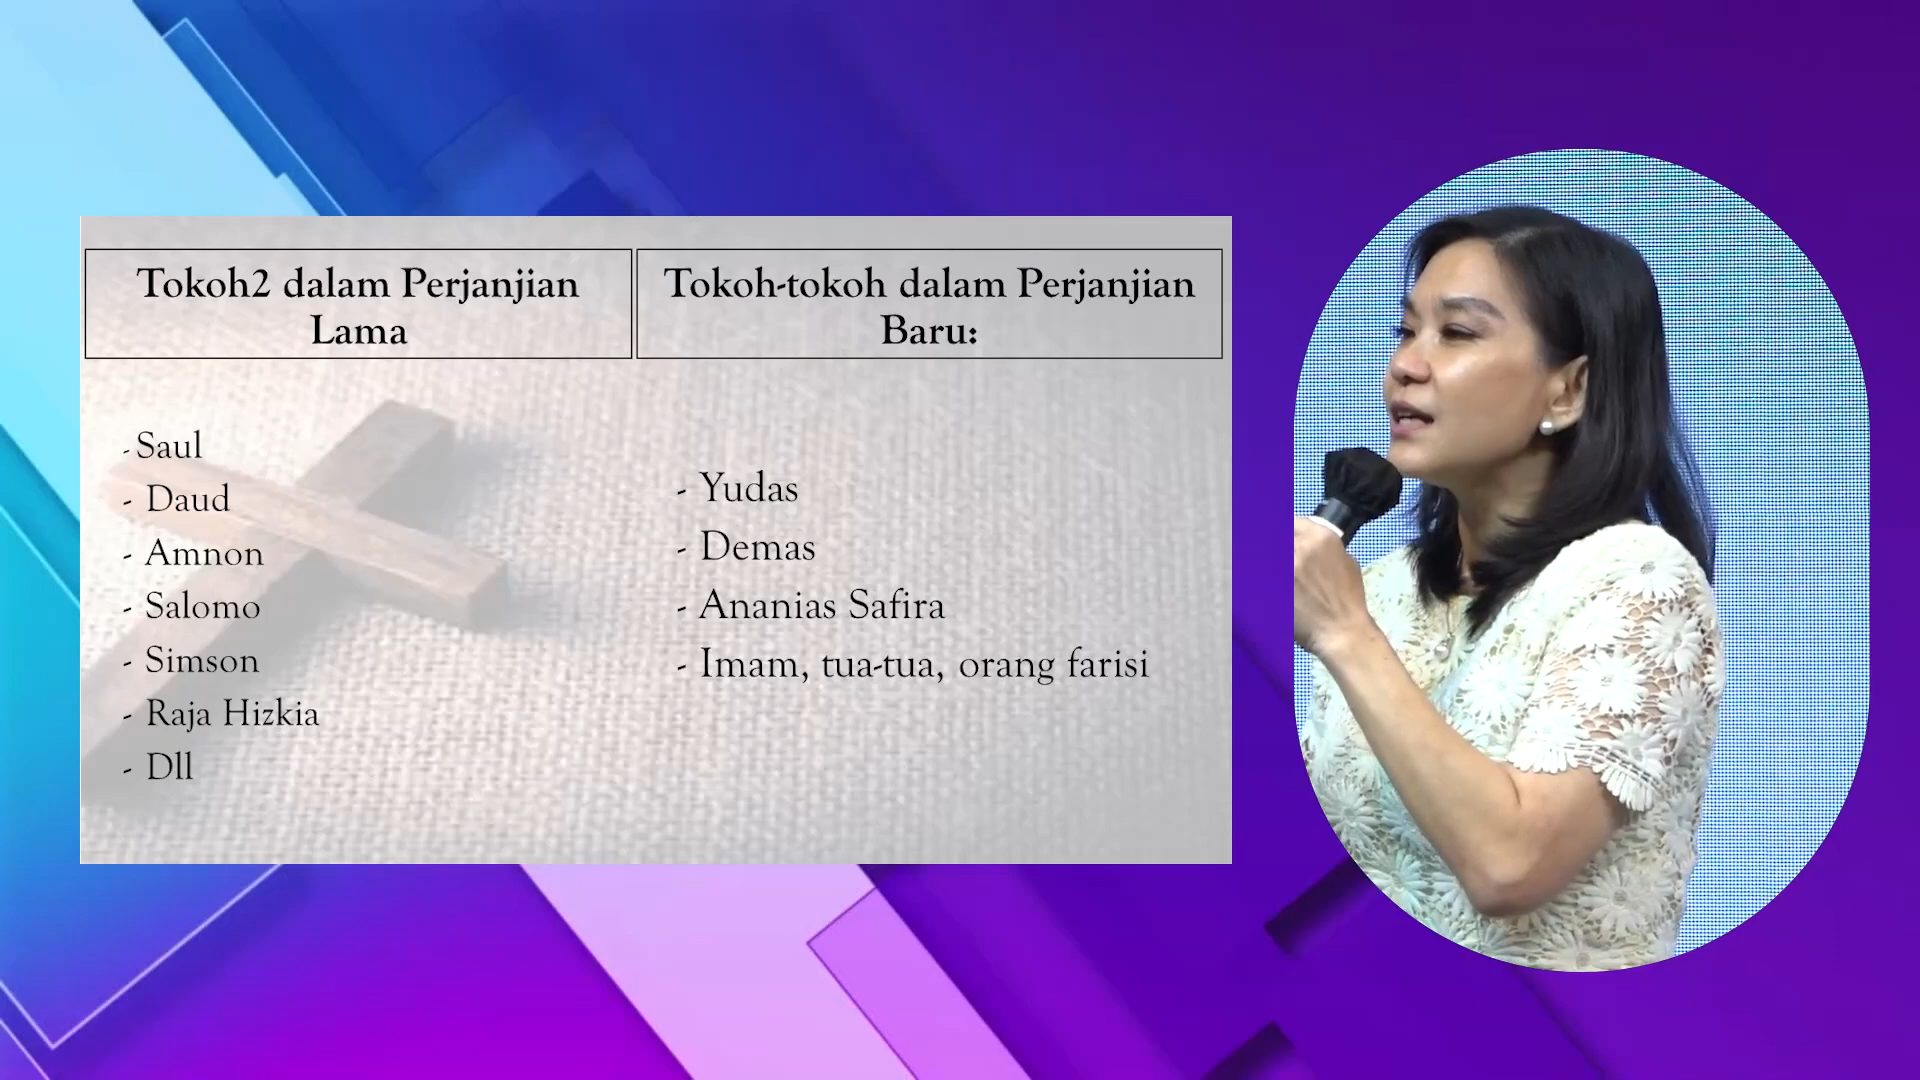 Tokoh2 dalam Perjanjian
Lama
- Saul
- Daud
- Amnon
- Salomo
- Simson
- Raja Hizkia
- Dll
Tokoh-tokoh dalam Perjanjian
Baru:
- Yudas
- Demas
- Ananias Safira
- Imam, tua-tua, orang farisi